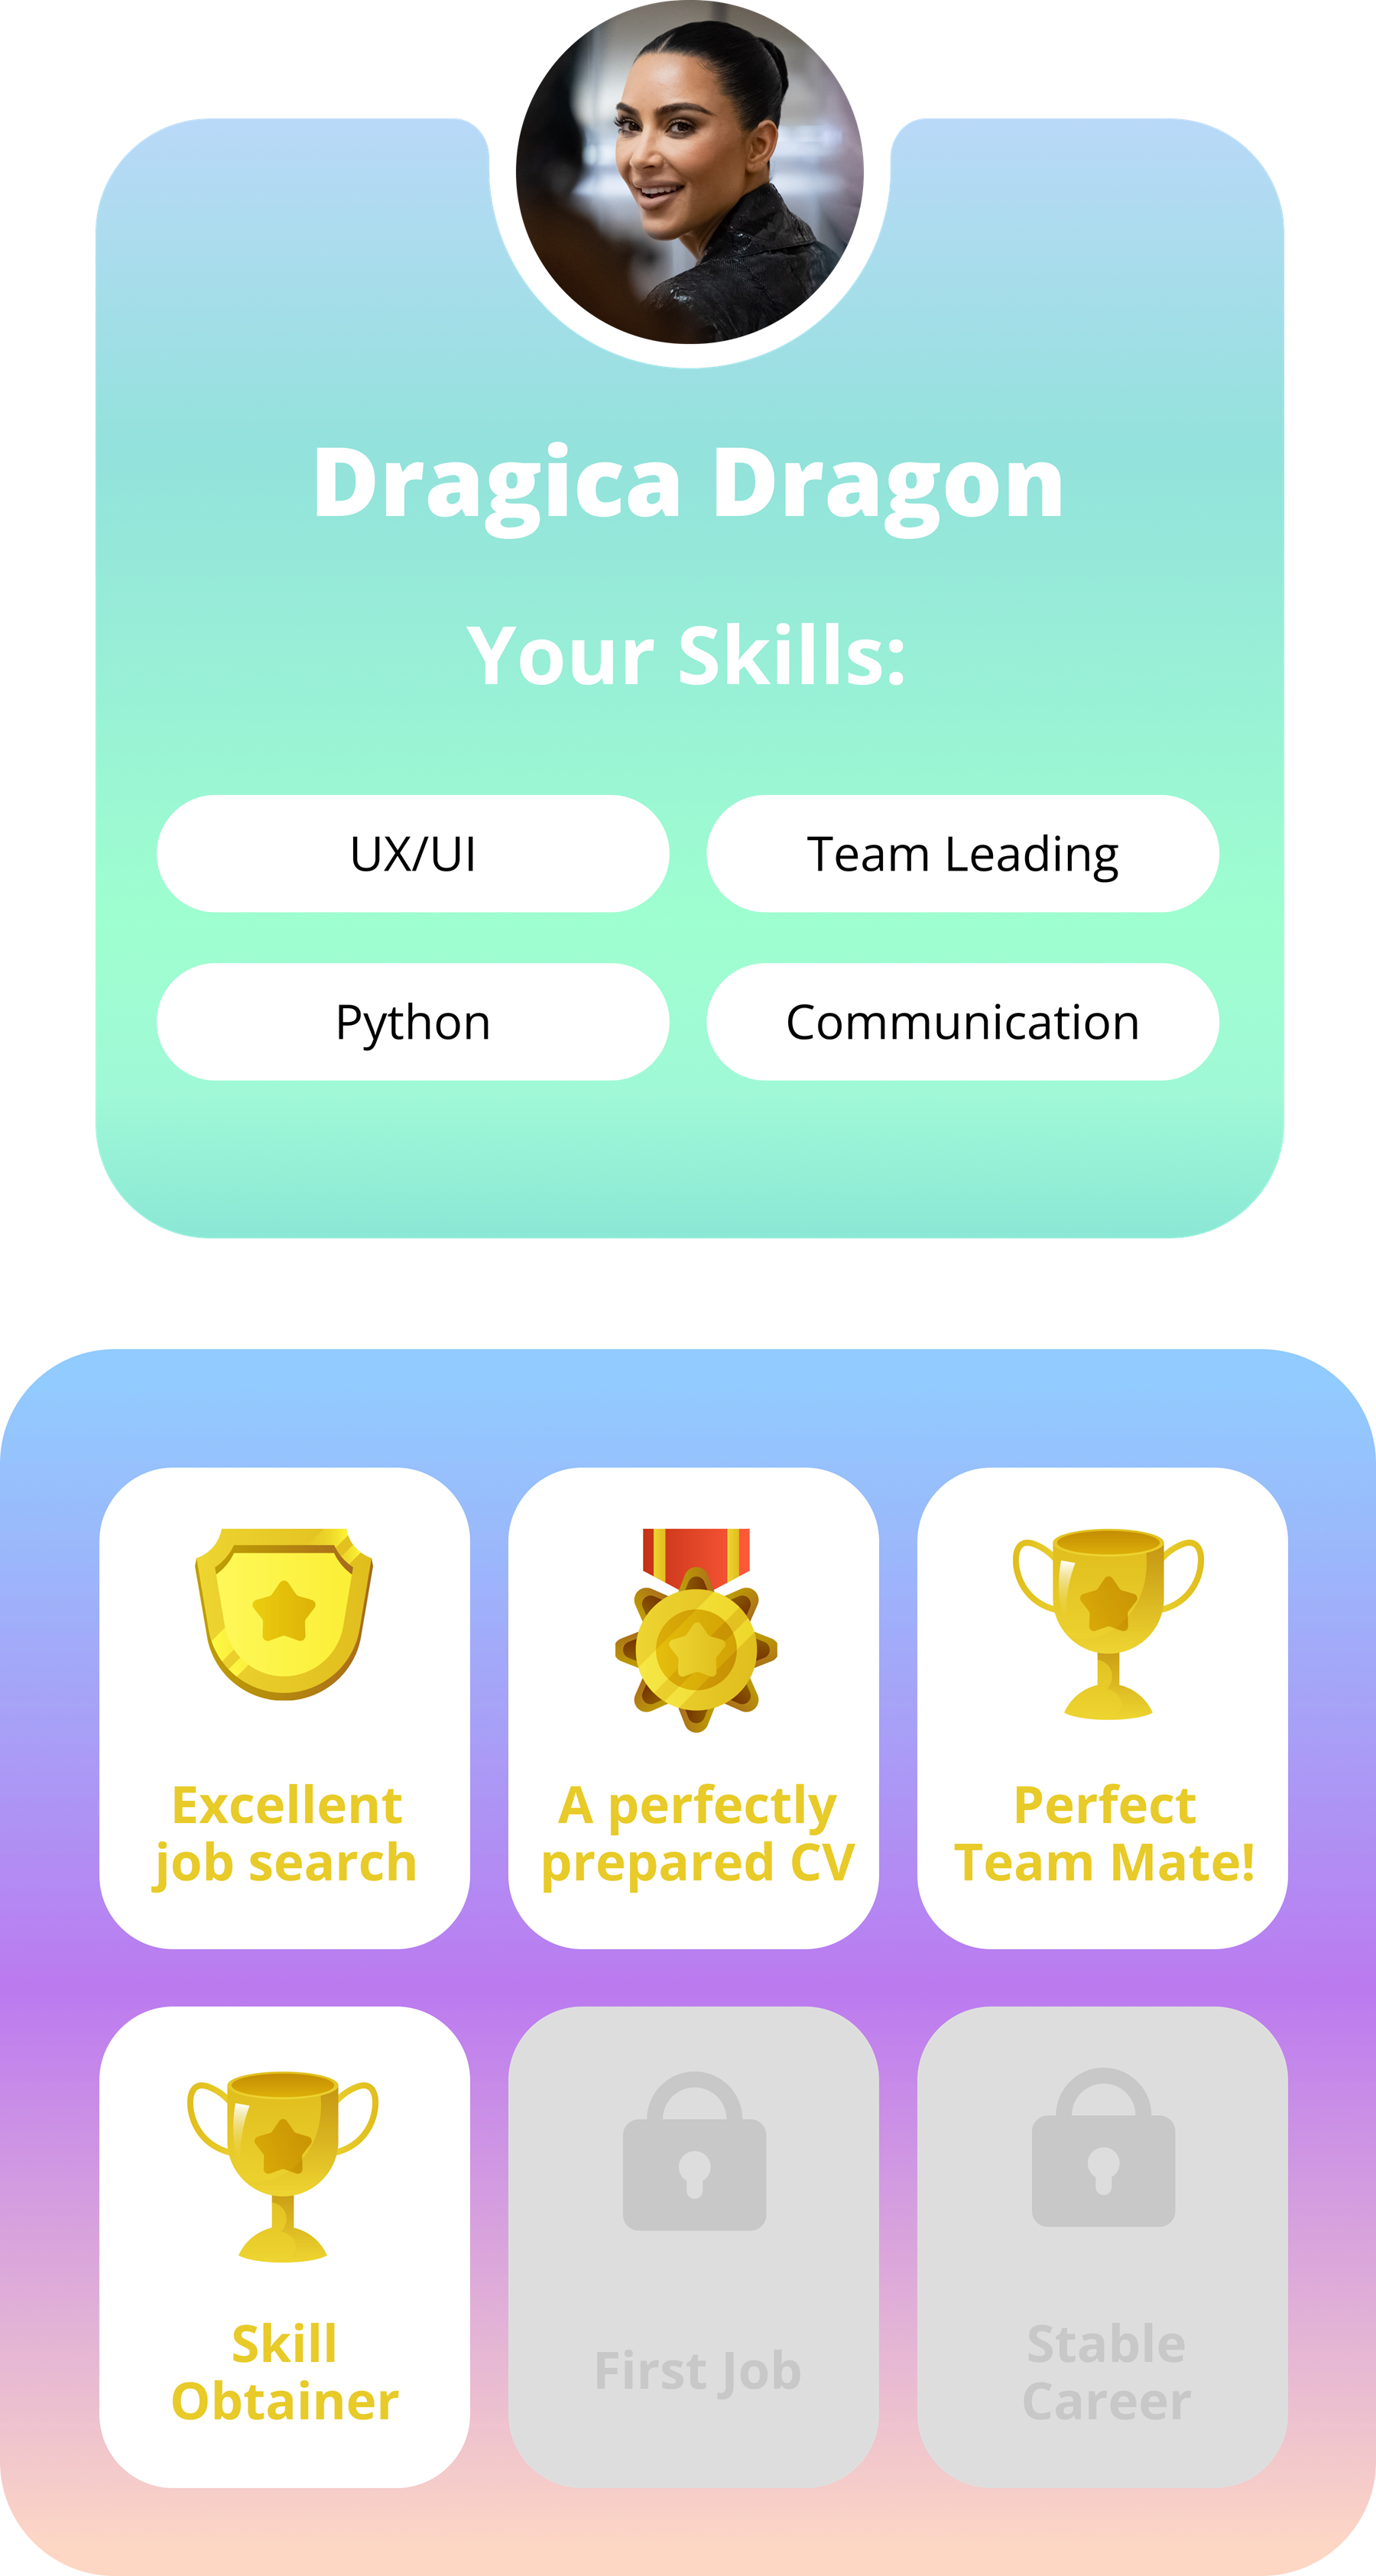 Dragica Dragon
Your Skills:
UX/UI
Team Leading
Python
Communication
Excellent
job search
A perfectly
prepared CV
Perfect
Team Mate!
Skill
Obtainer
First Job
Stable
Career